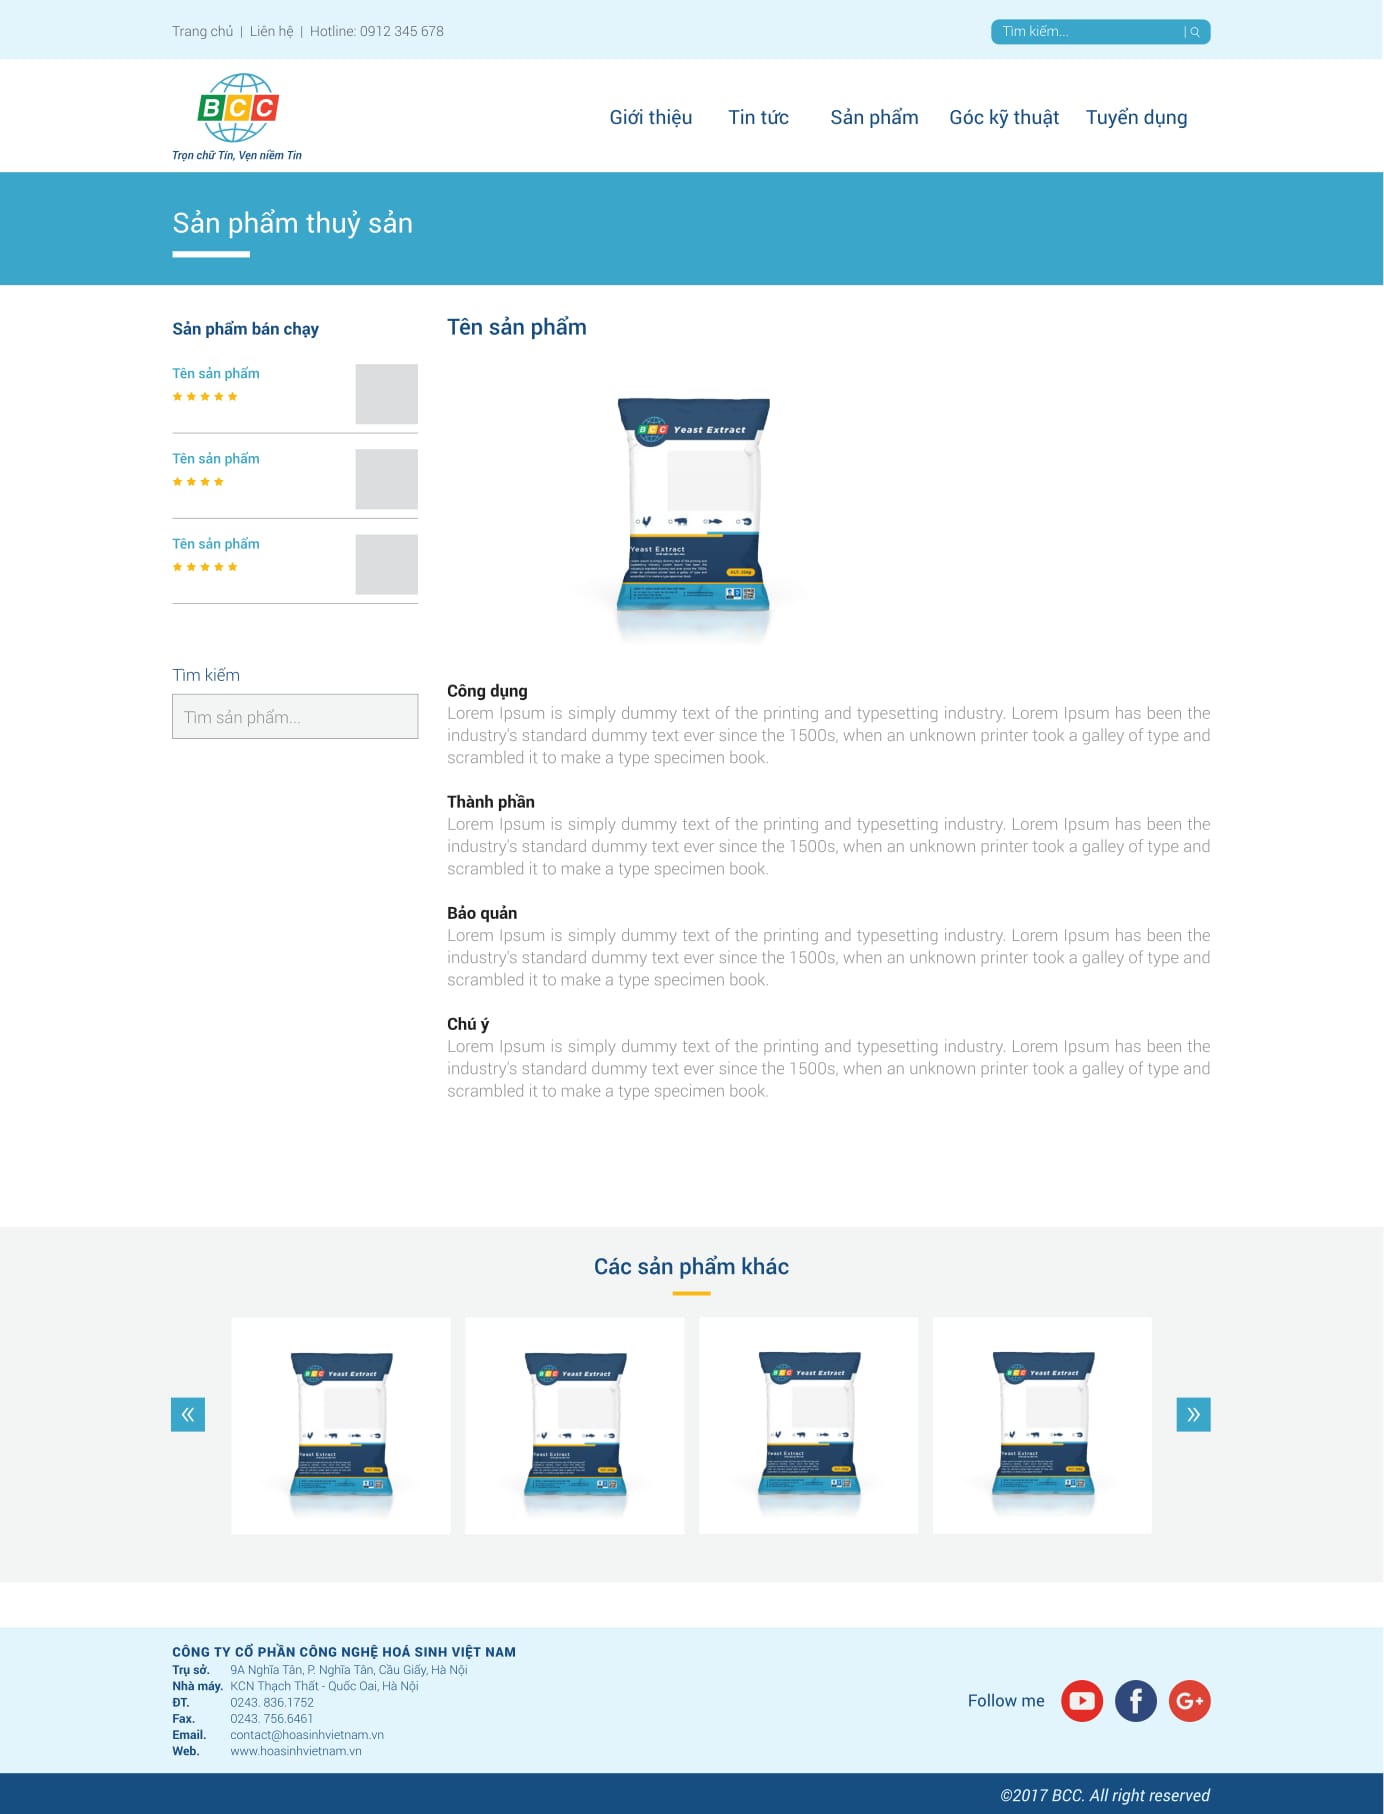 Trang chủ | Liên hệ | Hotline: 0912 345 678
Tìm kiếm...
BCC
Trọn chữ Tín, Vẹn niềm Tin
Giới thiệu
Tin tức
Sản phẩm
Góc kỹ thuật
Tuyển dụng
Sản phẩm thuỷ sản
Sản phẩm bán chạy
Tên sản phẩm
Tên sản phẩm
Tên sản phẩm
Tìm kiếm
Tìm sản phẩm...
Tên sản phẩm
BCC Yeast Extract
Yeast Extract
Công dụng
Lorem Ipsum is simply dummy text of the printing and typesetting industry. Lorem Ipsum has been the
industry's standard dummy text ever since the 1500s, when an unknown printer took a galley of type and
scrambled it to make a type specimen book.
Thành phần
Lorem Ipsum is simply dummy text of the printing and typesetting industry. Lorem Ipsum has been the
industry's standard dummy text ever since the 1500s, when an unknown printer took a galley of type and
scrambled it to make a type specimen book.
Bảo quản
Lorem Ipsum is simply dummy text of the printing and typesetting industry. Lorem Ipsum has been the
industry's standard dummy text ever since the 1500s, when an unknown printer took a galley of type and
scrambled it to make a type specimen book.
Chú ý
Lorem Ipsum is simply dummy text of the printing and typesetting industry. Lorem Ipsum has been the
industry's standard dummy text ever since the 1500s, when an unknown printer took a galley of type and
scrambled it to make a type specimen book.
Các sản phẩm khác
«
BCC Yeast Extract
Yeast Extract
BCC Yeast Extract
Yeast Extract
BCC Yeast Extract
Yeast Extract
BCC Yeast Extract
Yeast Extract
»
CÔNG TY CỔ PHẦN CÔNG NGHỆ HOÁ SINH VIỆT NAM
Trụ sở. 9A Nghĩa Tân, P. Nghĩa Tân, Cầu Giấy, Hà Nội
Nhà máy. KCN Thạch Thất - Quốc Oai, Hà Nội
ĐT. 0243. 836.1752
Fax. 0243. 756.6461
Email. contact@hoasinhvietnam.vn
Web. www.hoasinhvietnam.vn
Follow me
f
G+
©2017 BCC. All right reserved